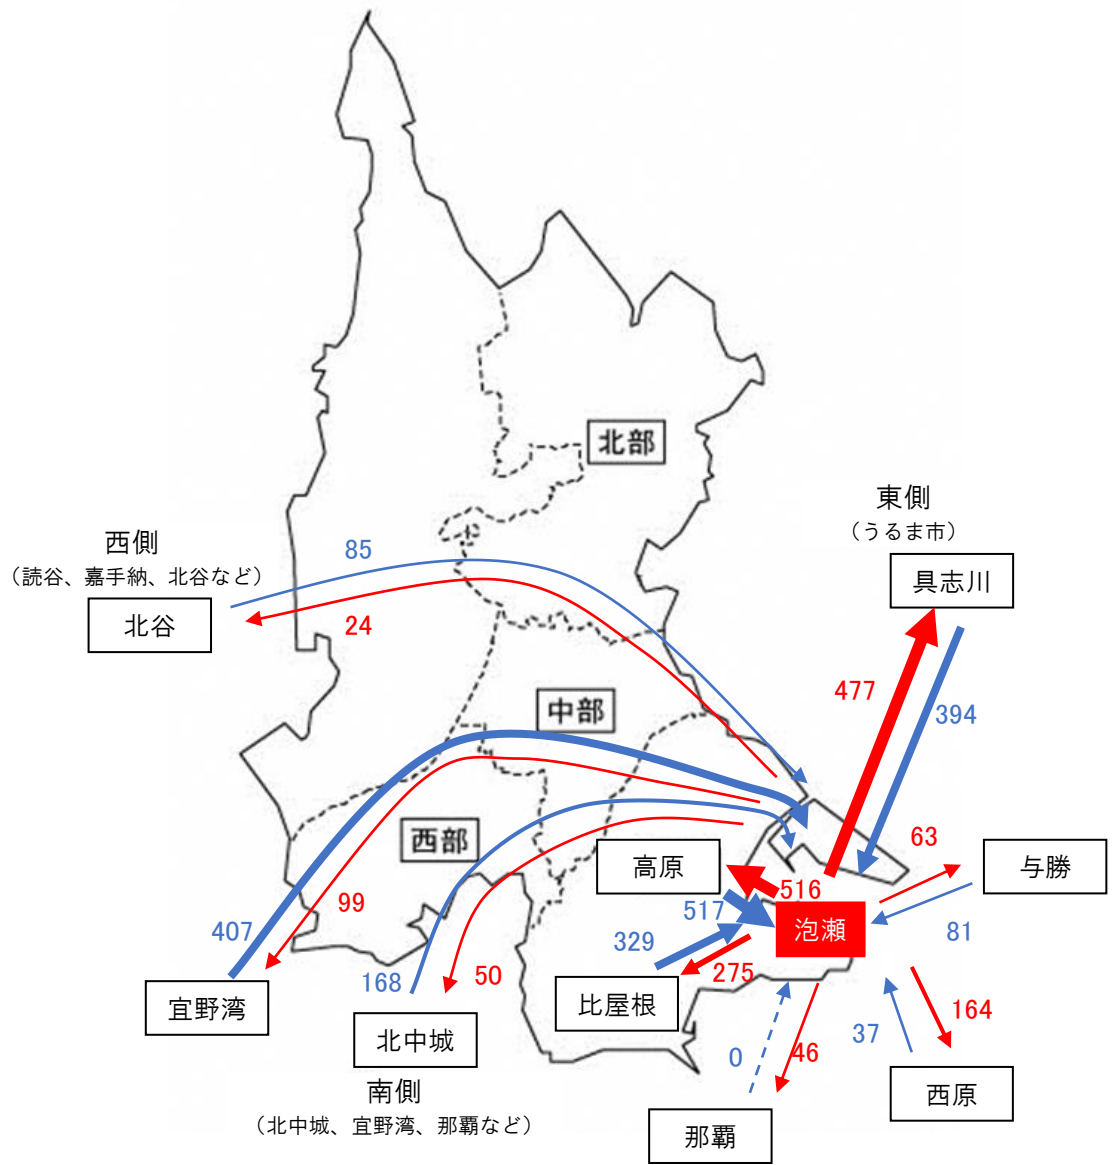 北部
東側
（うるま市）
具志川
西側
（読谷、嘉手納、北谷など）
北谷
85
24
中部
477
394
西部
高原
516
517
63
与勝
泡瀬
81
329
275
比屋根
99
407
宜野湾
168
50
北中城
南側
（北中城、宜野湾、那覇など）
0
46
那覇
37
164
西原